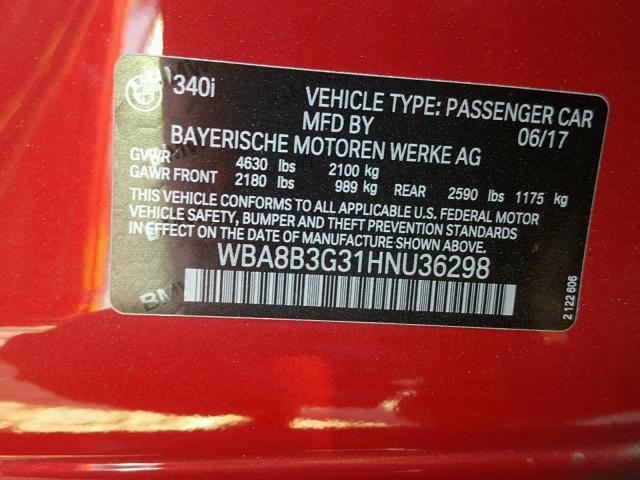 340i
VEHICLE TYPE: PASSENGER CAR
MFD BY 06/17
BAYERISCHE MOTOREN WERKE AG
GVWR 4630 lbs 2100 kg
GAWR FRONT 2180 lbs 989 kg REAR 2590 lbs 1175 kg
THIS VEHICLE CONFORMS TO ALL APPLICABLE U.S. FEDERAL MOTOR
VEHICLE SAFETY, BUMPER AND THEFT PREVENTION STANDARDS
IN EFFECT ON THE DATE OF MANUFACTURE SHOWN ABOVE.
WBA8B3G31HNU36298
2 122 606
BMW